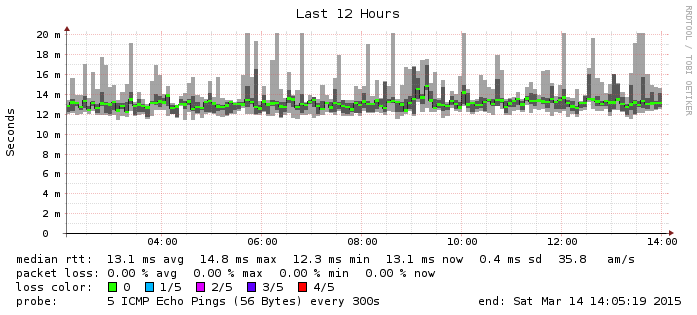 Last 12 Hours
RRDTOOL / TOBI OETIKER
Seconds
20 m
18 m
16 m
14 m
12 m
10 m
8 m
6 m
4 m
2 m
0
04:00 06:00 08:00 10:00 12:00 14:00
median rtt: 13.1 ms avg 14.8 ms max 12.3 ms min 13.1 ms now 0.4 ms sd 35.8 am/s
packet loss: 0.00 % avg 0.00 % max 0.00 % min 0.00 % now
loss color: 0 1/5 2/5 3/5 4/5
probe: 5 ICMP Echo Pings (56 Bytes) every 300s end: Sat Mar 14 14:05:19 2015